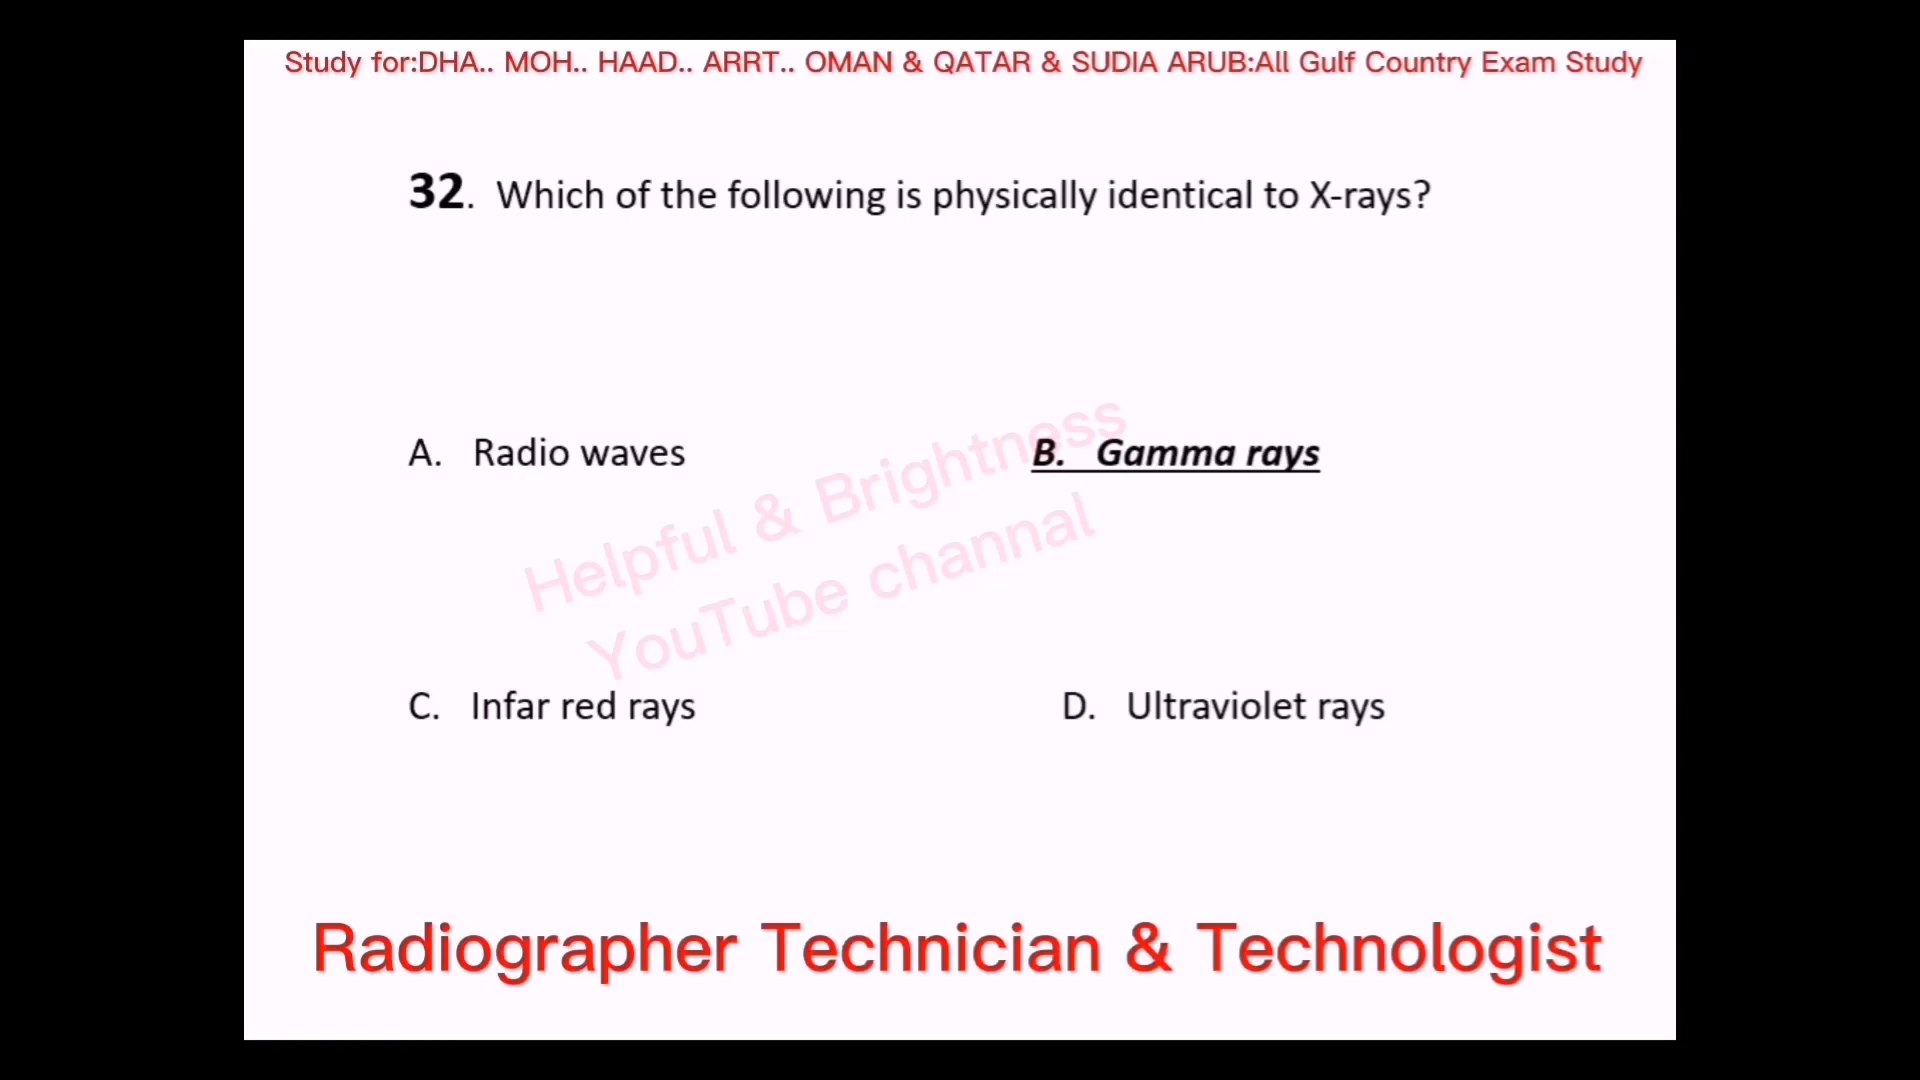 Study for:DHA.. MOH.. HAAD.. ARRT.. OMAN & QATAR & SUDIA ARUB:All Gulf Country Exam Study
32. Which of the following is physically identical to X-rays?
A. Radio waves
B. Gamma rays
Helpful & Brightness
YouTube channal
C. Infar red rays
D. Ultraviolet rays
Radiographer Technician & Technologist